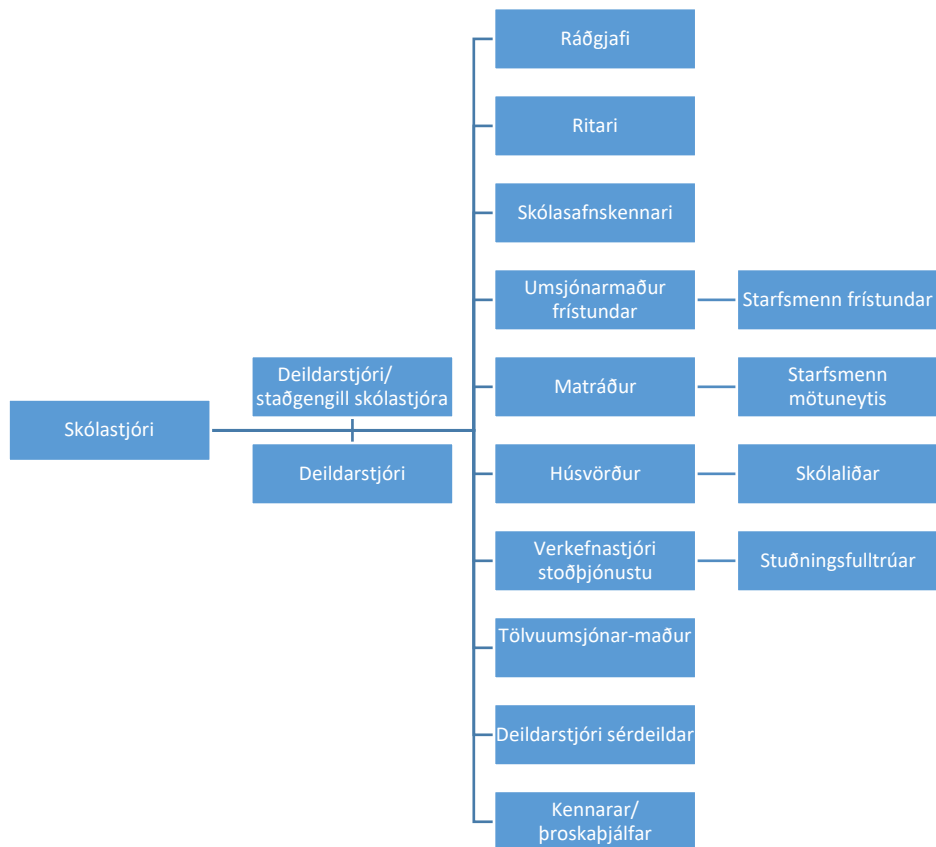 Ráðgjafi
Ritari
Skólasafnskennari
Umsjónarmaður
frístundar
Starfsmenn frístundar
Deildarstjóri/
staðgengill skólastjóra
Matráður
Starfsmenn
mötuneytis
Skólastjóri
Deildarstjóri
Húsvörður
Skólaliðar
Verkefnastjóri
stoðþjónustu
Stuðningsfulltrúar
Tölvuumsjónar-maður
Deildarstjóri sérdeildar
Kennarar/
þroskaþjálfar